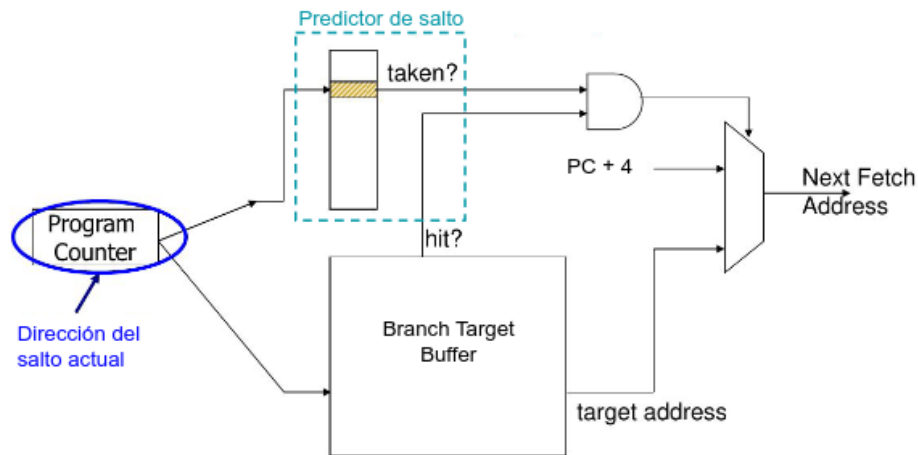 Predictor de salto
taken?
PC + 4
Next Fetch
Address
Program
Counter
hit?
Dirección del
salto actual
Branch Target
Buffer
target address